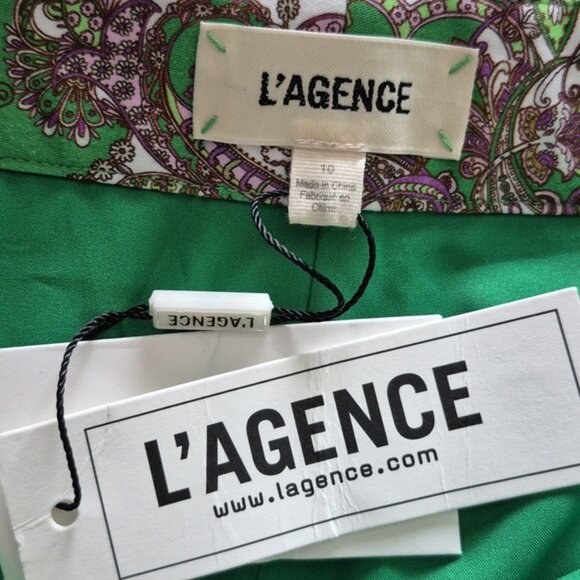 L'AGENCE
10
Made in China
Fabriqué en
Chine
L'AGENCE
L'AGENCE
www.lagence.com